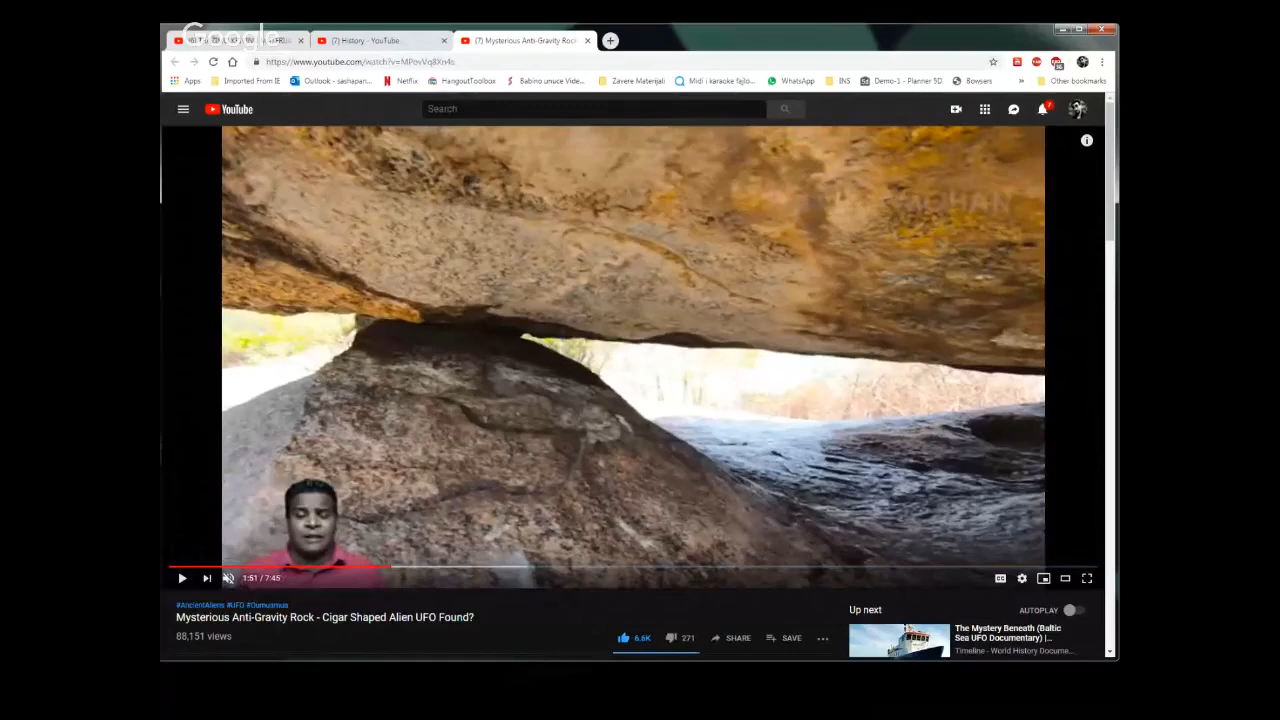 Google
(7) History - YouTube
(7) Mysterious Anti-Gravity Rock
https://www.youtube.com/watch?v=MPovVq8Xn4s
Apps Imported From IE Outlook - sashapan... Netflix HangoutToolbox Babino unuce Vide... Zavere Materijali Midi i karaoke fajlo... WhatsApp INS Demo-1 - Planner 5D Bowsers » Other bookmarks
YouTube
Search
7
MOHAN
1:51 / 7:45
#AncientAliens #UFO #Oumuamua
Mysterious Anti-Gravity Rock - Cigar Shaped Alien UFO Found?
88,151 views
6.6K 271 SHARE SAVE
Up next
AUTOPLAY
The Mystery Beneath (Baltic
Sea UFO Documentary) |...
Timeline - World History Docume...